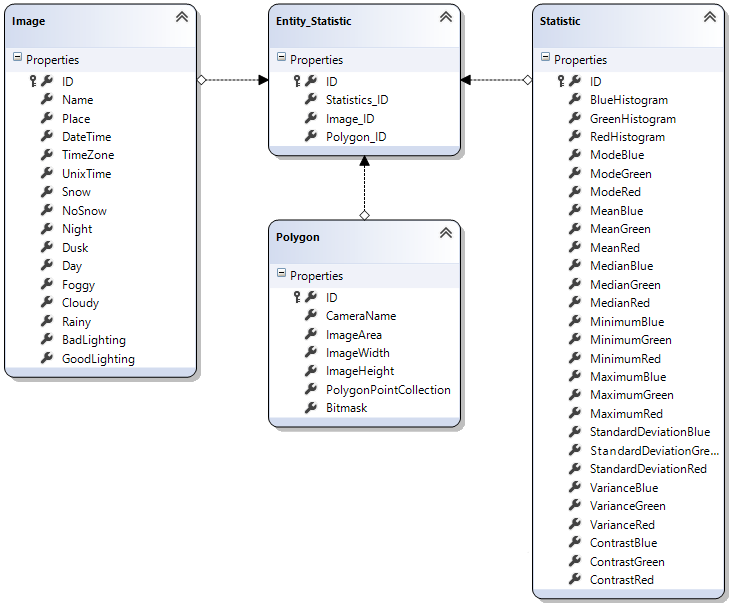 Image
Properties
ID
Name
Place
DateTime
TimeZone
UnixTime
Snow
NoSnow
Night
Dusk
Day
Foggy
Cloudy
Rainy
BadLighting
GoodLighting
Entity_Statistic
Properties
ID
Statistics_ID
Image_ID
Polygon_ID
Polygon
Properties
ID
CameraName
ImageArea
ImageWidth
ImageHeight
PolygonPointCollection
Bitmask
Statistic
Properties
ID
BlueHistogram
GreenHistogram
RedHistogram
ModeBlue
ModeGreen
ModeRed
MeanBlue
MeanGreen
MeanRed
MedianBlue
MedianGreen
MedianRed
MinimumBlue
MinimumGreen
MinimumRed
MaximumBlue
MaximumGreen
MaximumRed
StandardDeviationBlue
StandardDeviationGre...
StandardDeviationRed
VarianceBlue
VarianceGreen
VarianceRed
ContrastBlue
ContrastGreen
ContrastRed